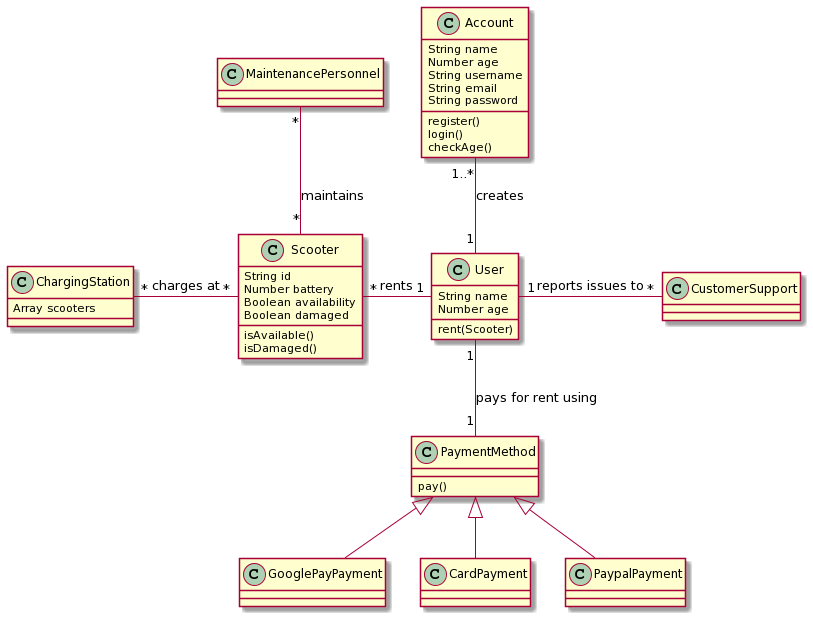 C Account
String name
Number age
String username
String email
String password
register()
login()
checkAge()
C MaintenancePersonnel
*
maintains
*
1..*
creates
1
C ChargingStation
Array scooters
* charges at *
C Scooter
String id
Number battery
Boolean availability
Boolean damaged
isAvailable()
isDamaged()
* rents 1
C User
String name
Number age
rent(Scooter)
1 reports issues to *
C CustomerSupport
1
pays for rent using
1
C PaymentMethod
pay()
C GooglePayPayment
C CardPayment
C PaypalPayment